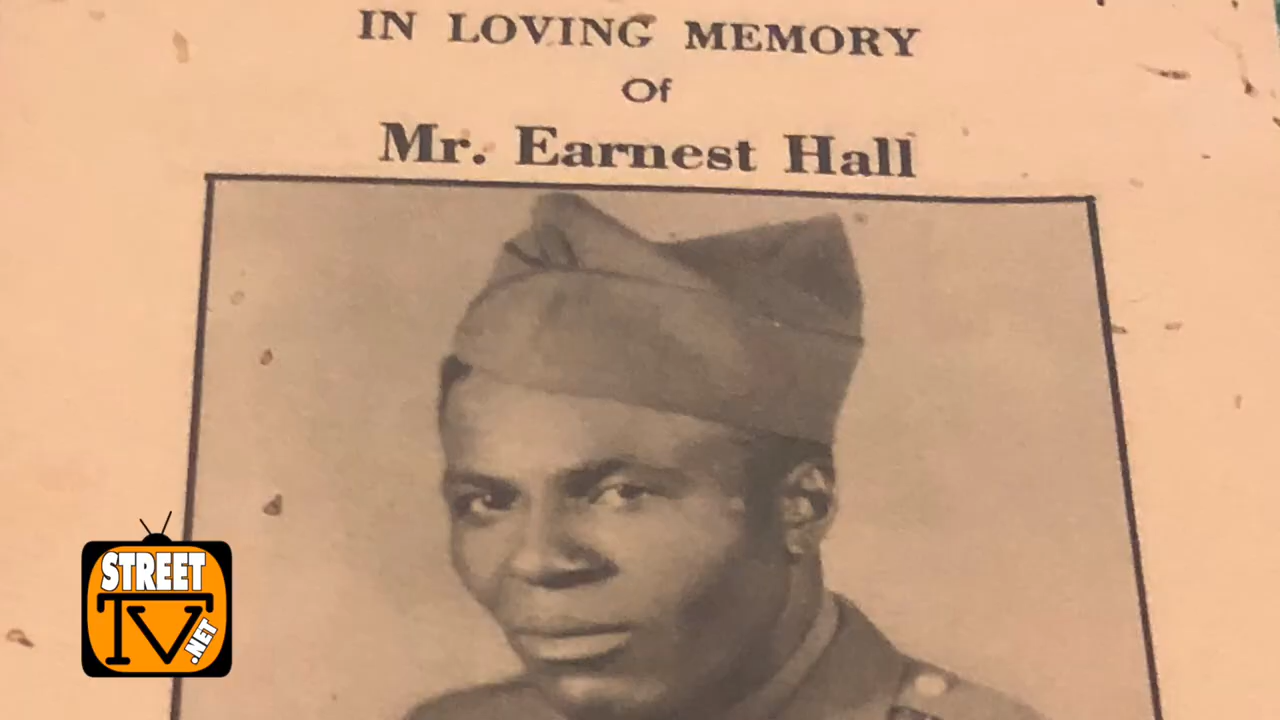 IN LOVING MEMORY
Of
Mr. Earnest Hall
STREET
TV
.NET